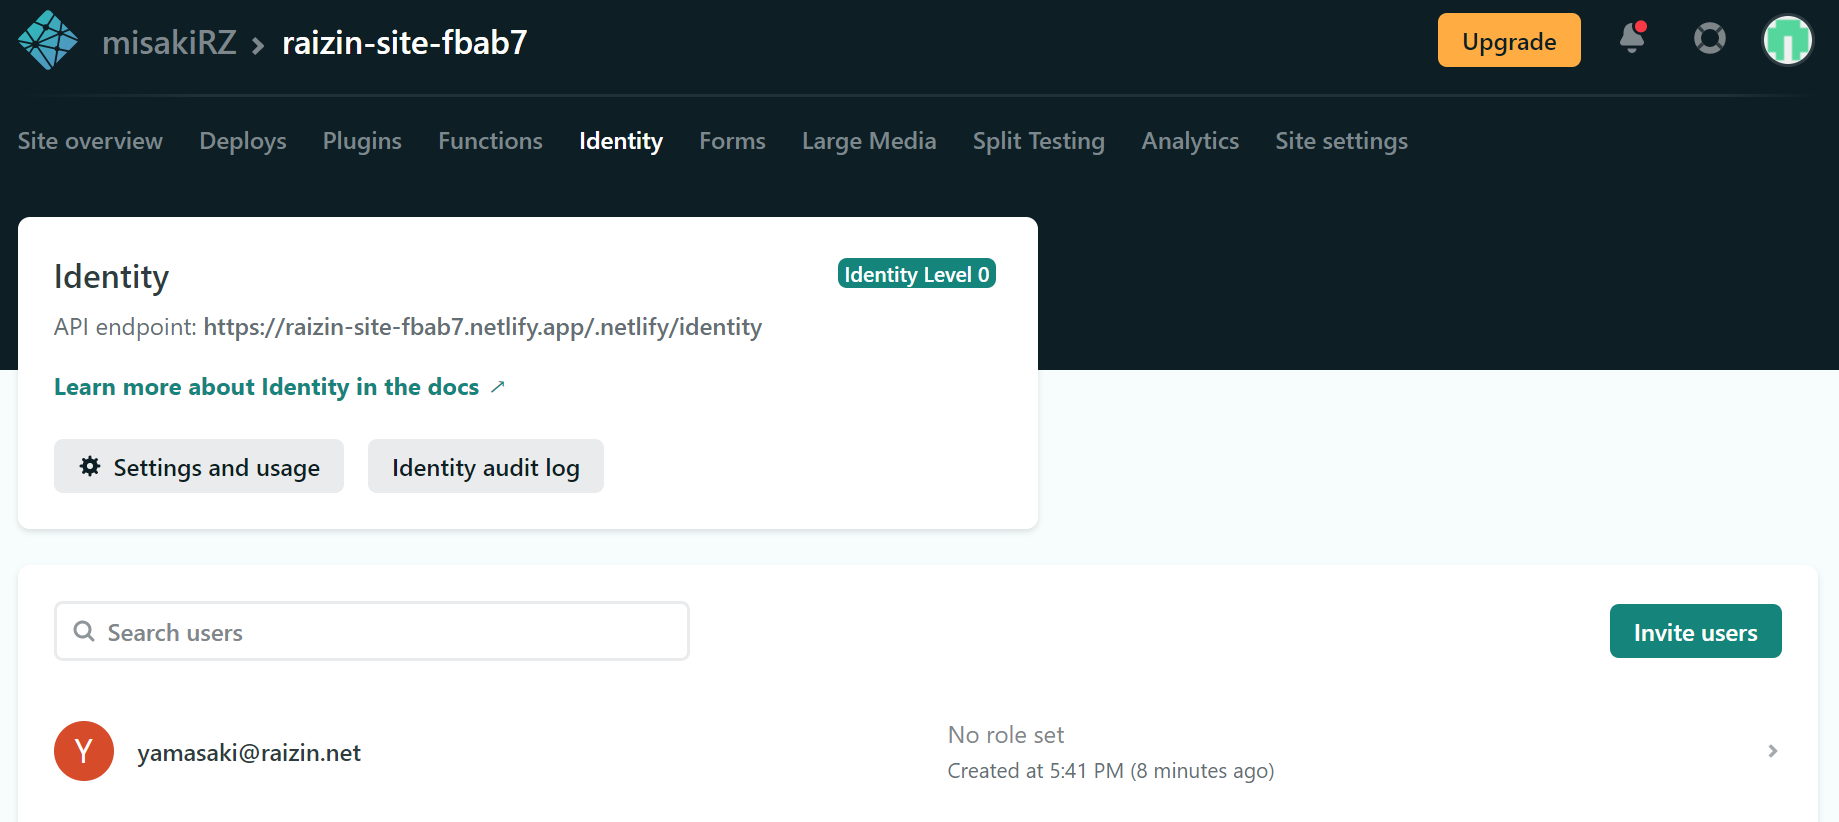 misakiRZ > raizin-site-fbab7
Upgrade
Site overview Deploys Plugins Functions Identity Forms Large Media Split Testing Analytics Site settings
Identity
Identity Level 0
API endpoint: https://raizin-site-fbab7.netlify.app/.netlify/identity
Learn more about Identity in the docs
Settings and usage Identity audit log
Search users
Invite users
Y
yamasaki@raizin.net
No role set
Created at 5:41 PM (8 minutes ago)